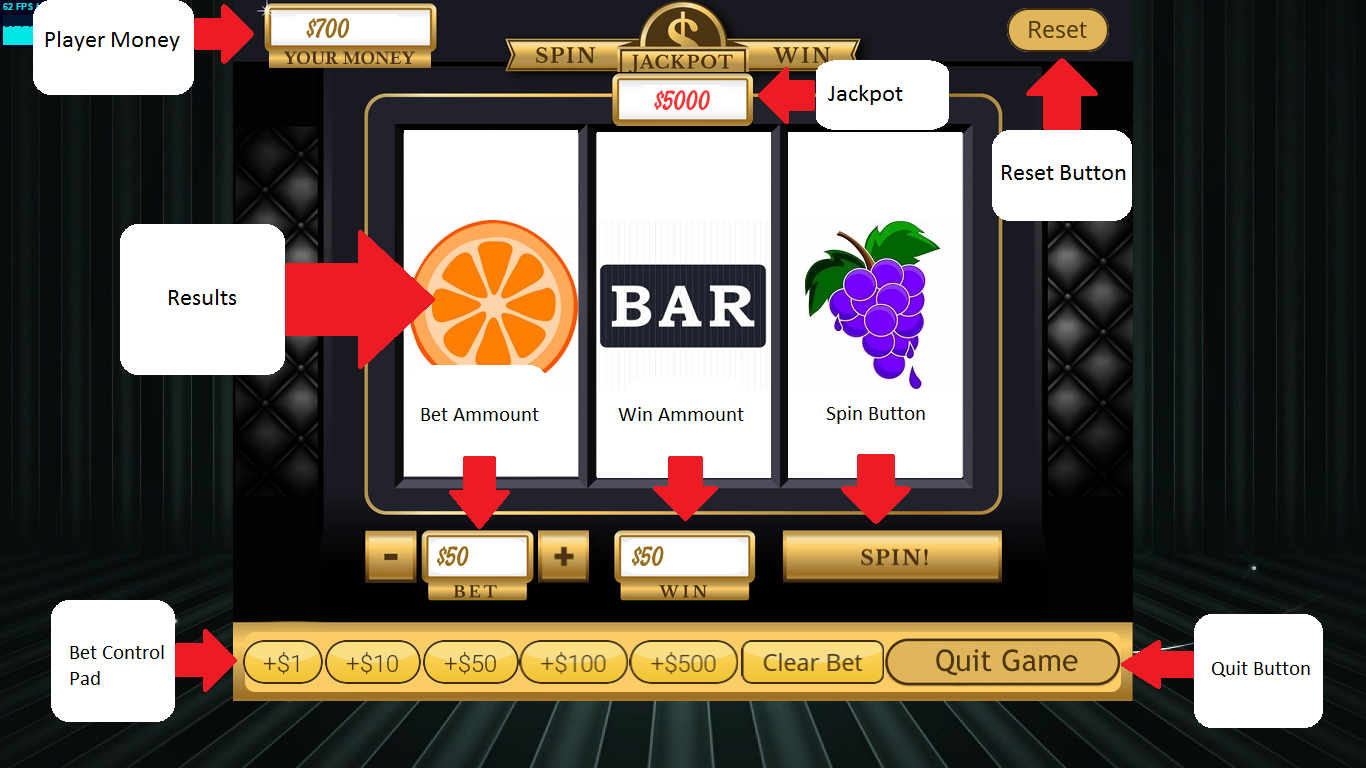 62 FPS
Player Money
$700
YOUR MONEY
SPIN
JACKPOT
WIN
Reset
$5000
Jackpot
Reset Button
Results
BAR
Bet Ammount
Win Ammount
Spin Button
-
$50
+
$50
SPIN!
BET
WIN
Bet Control
Pad
+$1
+$10
+$50
+$100
+$500
Clear Bet
Quit Game
Quit Button